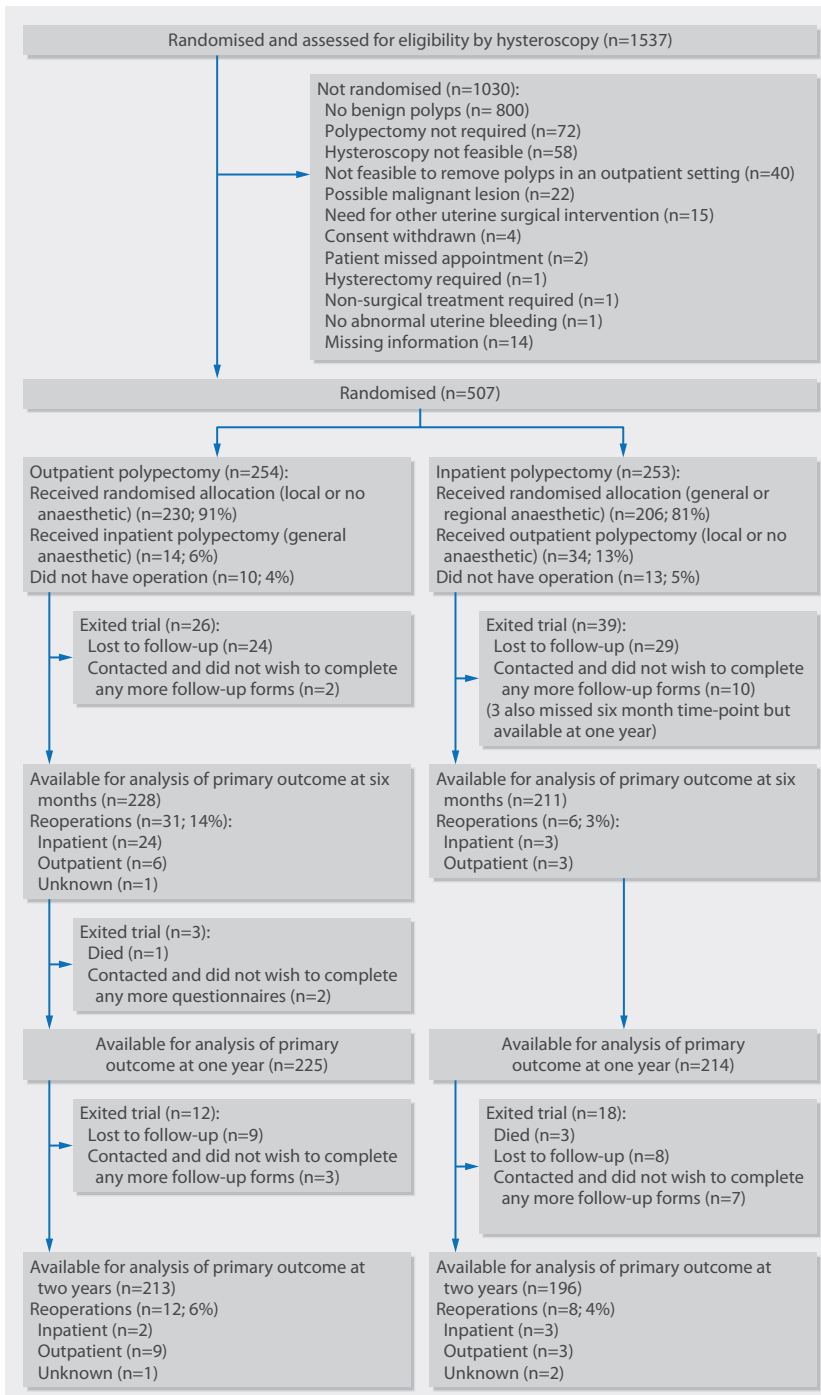 Randomised and assessed for eligibility by hysteroscopy (n=1537)
Not randomised (n=1030):
No benign polyps (n= 800)
Polypectomy not required (n=72)
Hysteroscopy not feasible (n=58)
Not feasible to remove polyps in an outpatient setting (n=40)
Possible malignant lesion (n=22)
Need for other uterine surgical intervention (n=15)
Consent withdrawn (n=4)
Patient missed appointment (n=2)
Hysterectomy required (n=1)
Non-surgical treatment required (n=1)
No abnormal uterine bleeding (n=1)
Missing information (n=14)
Randomised (n=507)
Outpatient polypectomy (n=254):
Received randomised allocation (local or no
anaesthetic) (n=230; 91%)
Received inpatient polypectomy (general
anaesthetic) (n=14; 6%)
Did not have operation (n=10; 4%)
Inpatient polypectomy (n=253):
Received randomised allocation (general or
regional anaesthetic) (n=206; 81%)
Received outpatient polypectomy (local or no
anaesthetic) (n=34; 13%)
Did not have operation (n=13; 5%)
Exited trial (n=26):
Lost to follow-up (n=24)
Contacted and did not wish to complete
any more follow-up forms (n=2)
Exited trial (n=39):
Lost to follow-up (n=29)
Contacted and did not wish to complete
any more follow-up forms (n=10)
(3 also missed six month time-point but
available at one year)
Available for analysis of primary outcome at six
months (n=228)
Reoperations (n=31; 14%):
Inpatient (n=24)
Outpatient (n=6)
Unknown (n=1)
Available for analysis of primary outcome at six
months (n=211)
Reoperations (n=6; 3%):
Inpatient (n=3)
Outpatient (n=3)
Exited trial (n=3):
Died (n=1)
Contacted and did not wish to complete
any more questionnaires (n=2)
Available for analysis of primary
outcome at one year (n=225)
Available for analysis of primary
outcome at one year (n=214)
Exited trial (n=12):
Lost to follow-up (n=9)
Contacted and did not wish to complete
any more follow-up forms (n=3)
Exited trial (n=18):
Died (n=3)
Lost to follow-up (n=8)
Contacted and did not wish to complete
any more follow-up forms (n=7)
Available for analysis of primary outcome at
two years (n=213)
Reoperations (n=12; 6%)
Inpatient (n=2)
Outpatient (n=9)
Unknown (n=1)
Available for analysis of primary outcome at
two years (n=196)
Reoperations (n=8; 4%)
Inpatient (n=3)
Outpatient (n=3)
Unknown (n=2)